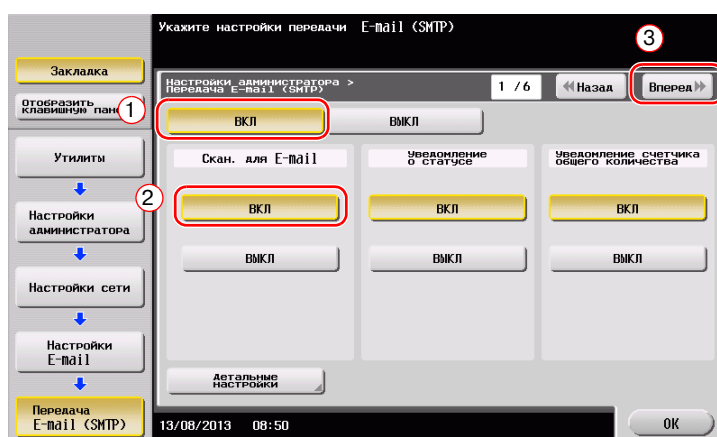 Укажите настройки передачи E-mail (SMTP)
3
Закладка
Отобразить
клавишную пан
1
Настройки администратора >
Передача E-mail (SMTP)
1 /6
Назад
Вперед
ВКЛ
ВЫКЛ
Утилиты
Настройки
администратора
Настройки сети
Настройки
E-mail
Передача
E-mail (SMTP)
Скан. для E-mail
Уведомление
о статусе
Уведомление счетчика
общего количества
2
ВКЛ
ВКЛ
ВКЛ
ВЫКЛ
ВЫКЛ
ВЫКЛ
Детальные
настройки
13/08/2013 08:50
OK